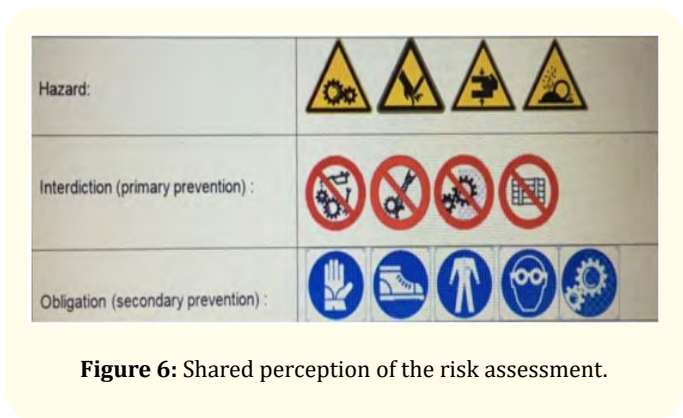 Hazard:
Interdiction (primary prevention) :
Obligation (secondary prevention) :
Figure 6: Shared perception of the risk assessment.